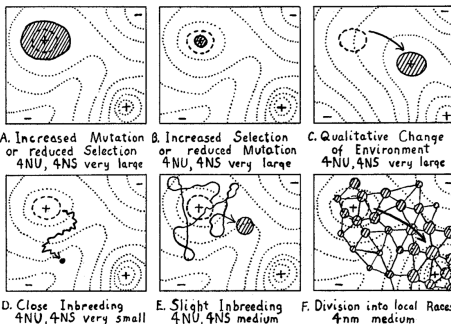 A. Increased Mutation
or reduced Selection
4NU, 4NS very large
B. Increased Selection
or reduced Mutation
4NU, 4NS very large
C. Qualitative Change
of Environment
4NU, 4NS very large
D. Close Inbreeding
4NU, 4NS very small
E. Slight Inbreeding
4NU, 4NS medium
F. Division into local Races
4nm medium